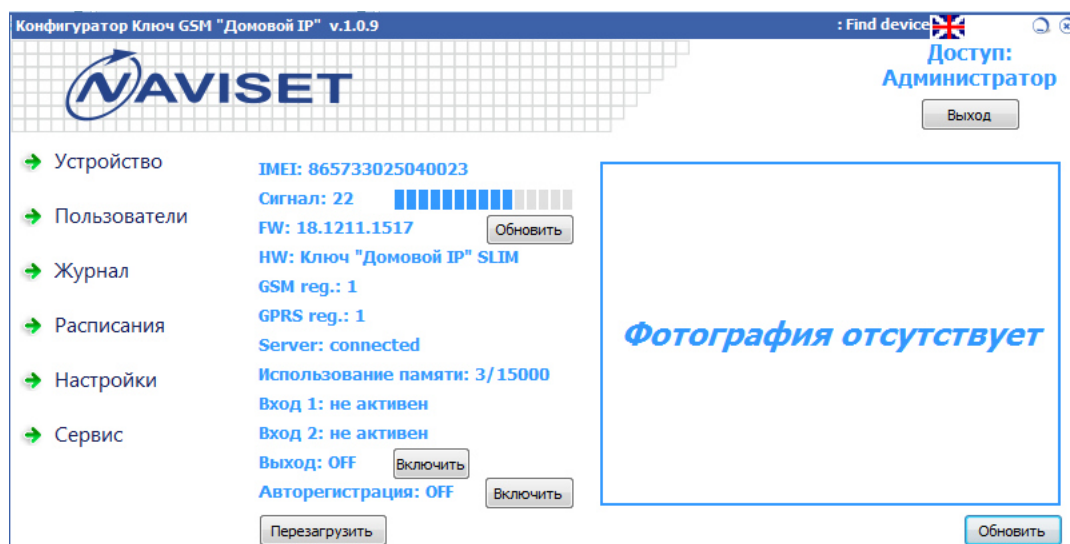 Конфигуратор Ключ GSM "Домовой IP" v.1.0.9
: Find device
NAVISET
Доступ:
Администратор
Выход
Устройство
Пользователи
Журнал
Расписания
Настройки
Сервис
IMEI: 865733025040023
Сигнал: 22
FW: 18.1211.1517
Обновить
HW: Ключ "Домовой IP" SLIM
GSM reg.: 1
GPRS reg.: 1
Server: connected
Использование памяти: 3/15000
Вход 1: не активен
Вход 2: не активен
Выход: OFF
Включить
Авторегистрация: OFF
Включить
Перезагрузить
Фотография отсутствует
Обновить